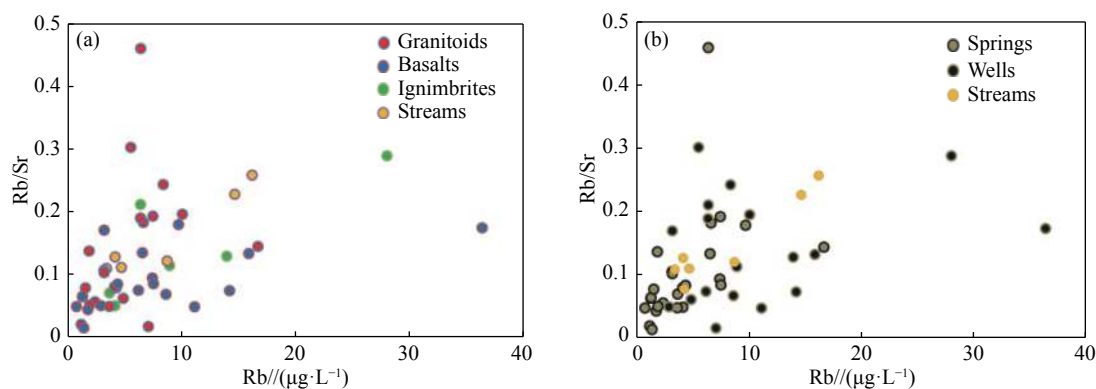 0.5
(a)
Granitoids
Basalts
Ignimbrites
Streams
0.4
0.3
Rb/Sr
0.2
0.1
0
0 10 20 30 40
Rb//(μg·L⁻¹)
0.5
(b)
Springs
Wells
Streams
0.4
0.3
Rb/Sr
0.2
0.1
0
0 10 20 30 40
Rb//(μg·L⁻¹)